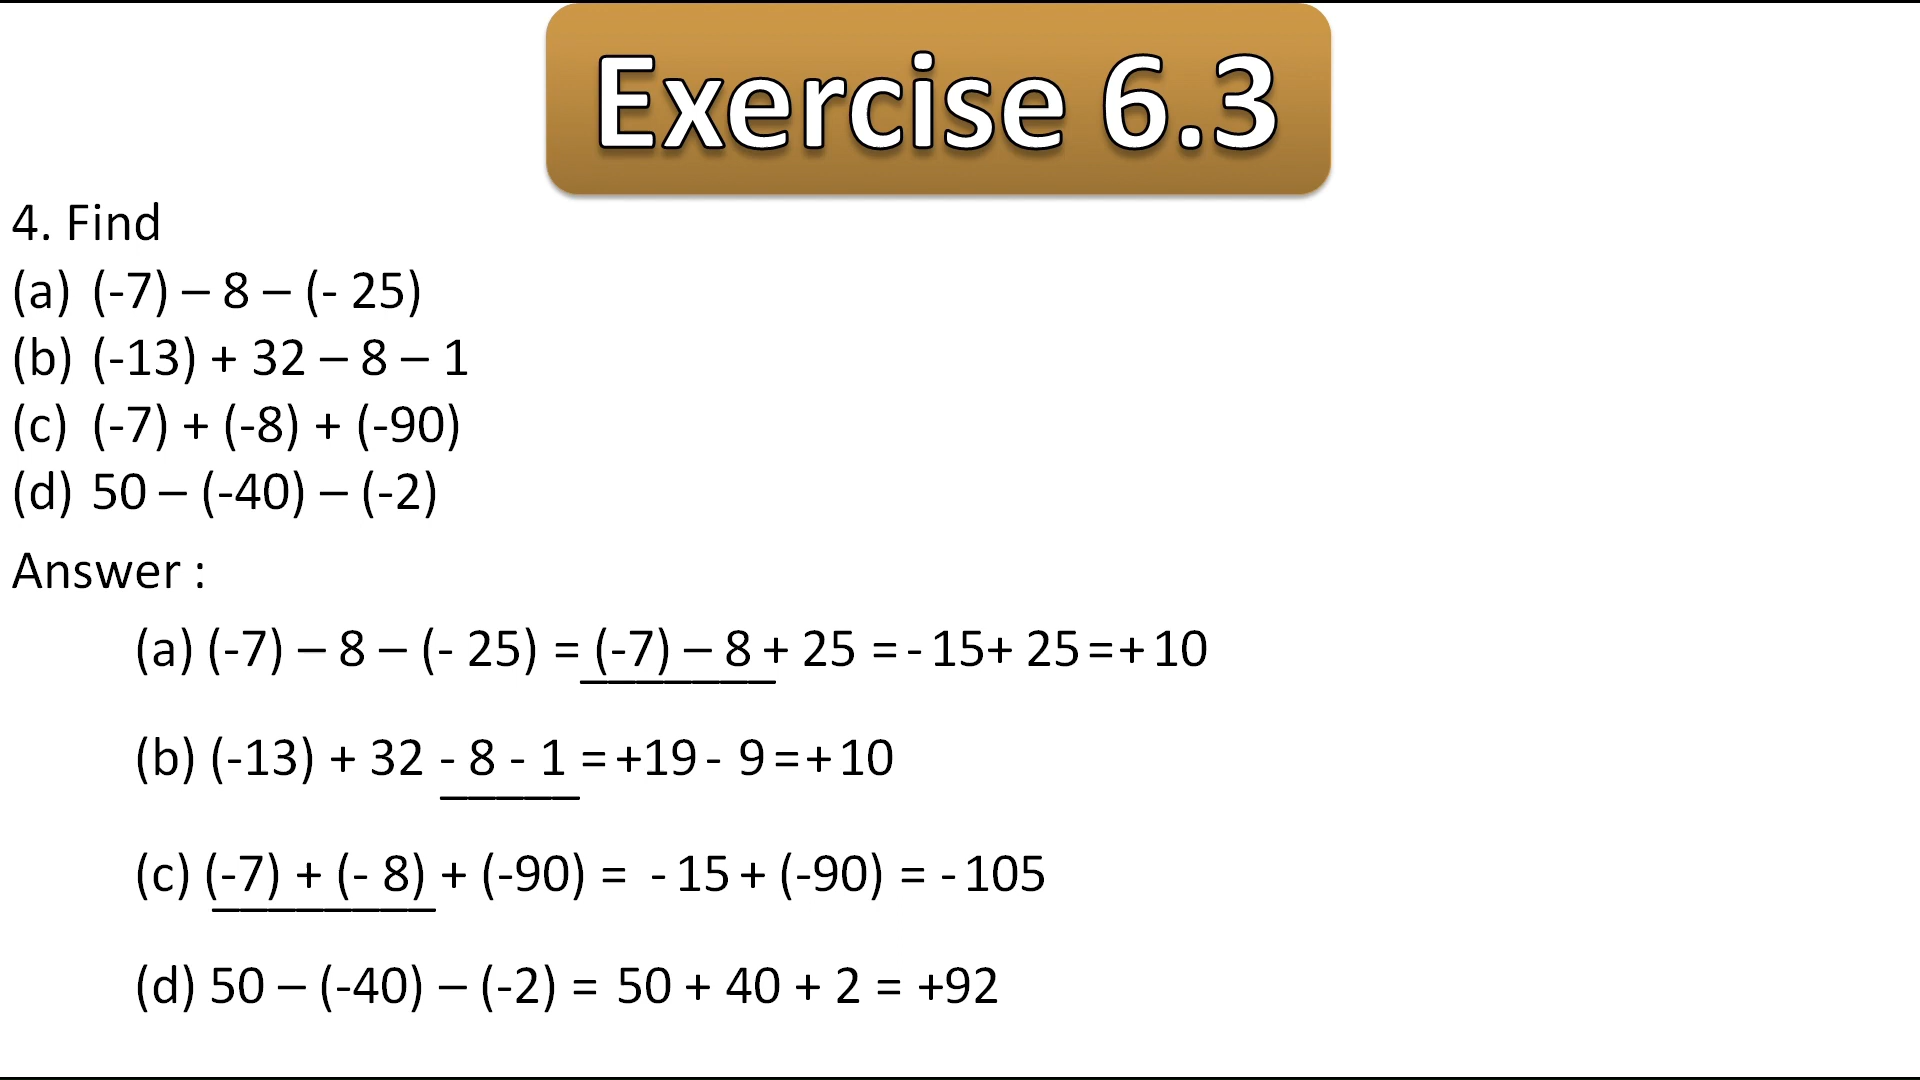 Exercise 6.3
4. Find
(a) (-7) – 8 – (- 25)
(b) (-13) + 32 – 8 – 1
(c) (-7) + (-8) + (-90)
(d) 50 – (-40) – (-2)
Answer :
(a) (-7) – 8 – (- 25) = (-7) – 8 + 25 = - 15+ 25 = + 10
(b) (-13) + 32 - 8 - 1 = +19 - 9 = + 10
(c) (-7) + (- 8) + (-90) = - 15 + (-90) = - 105
(d) 50 – (-40) – (-2) = 50 + 40 + 2 = +92